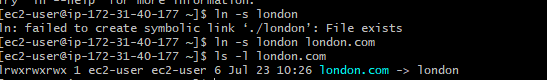 Try 'ln --help' for more information.
[ec2-user@ip-172-31-40-177 ~]$ ln -s london
ln: failed to create symbolic link ‘./london’: File exists
[ec2-user@ip-172-31-40-177 ~]$ ln -s london london.com
[ec2-user@ip-172-31-40-177 ~]$ ls -l london.com
lrwxrwxrwx 1 ec2-user ec2-user 6 Jul 23 10:26 london.com -> london